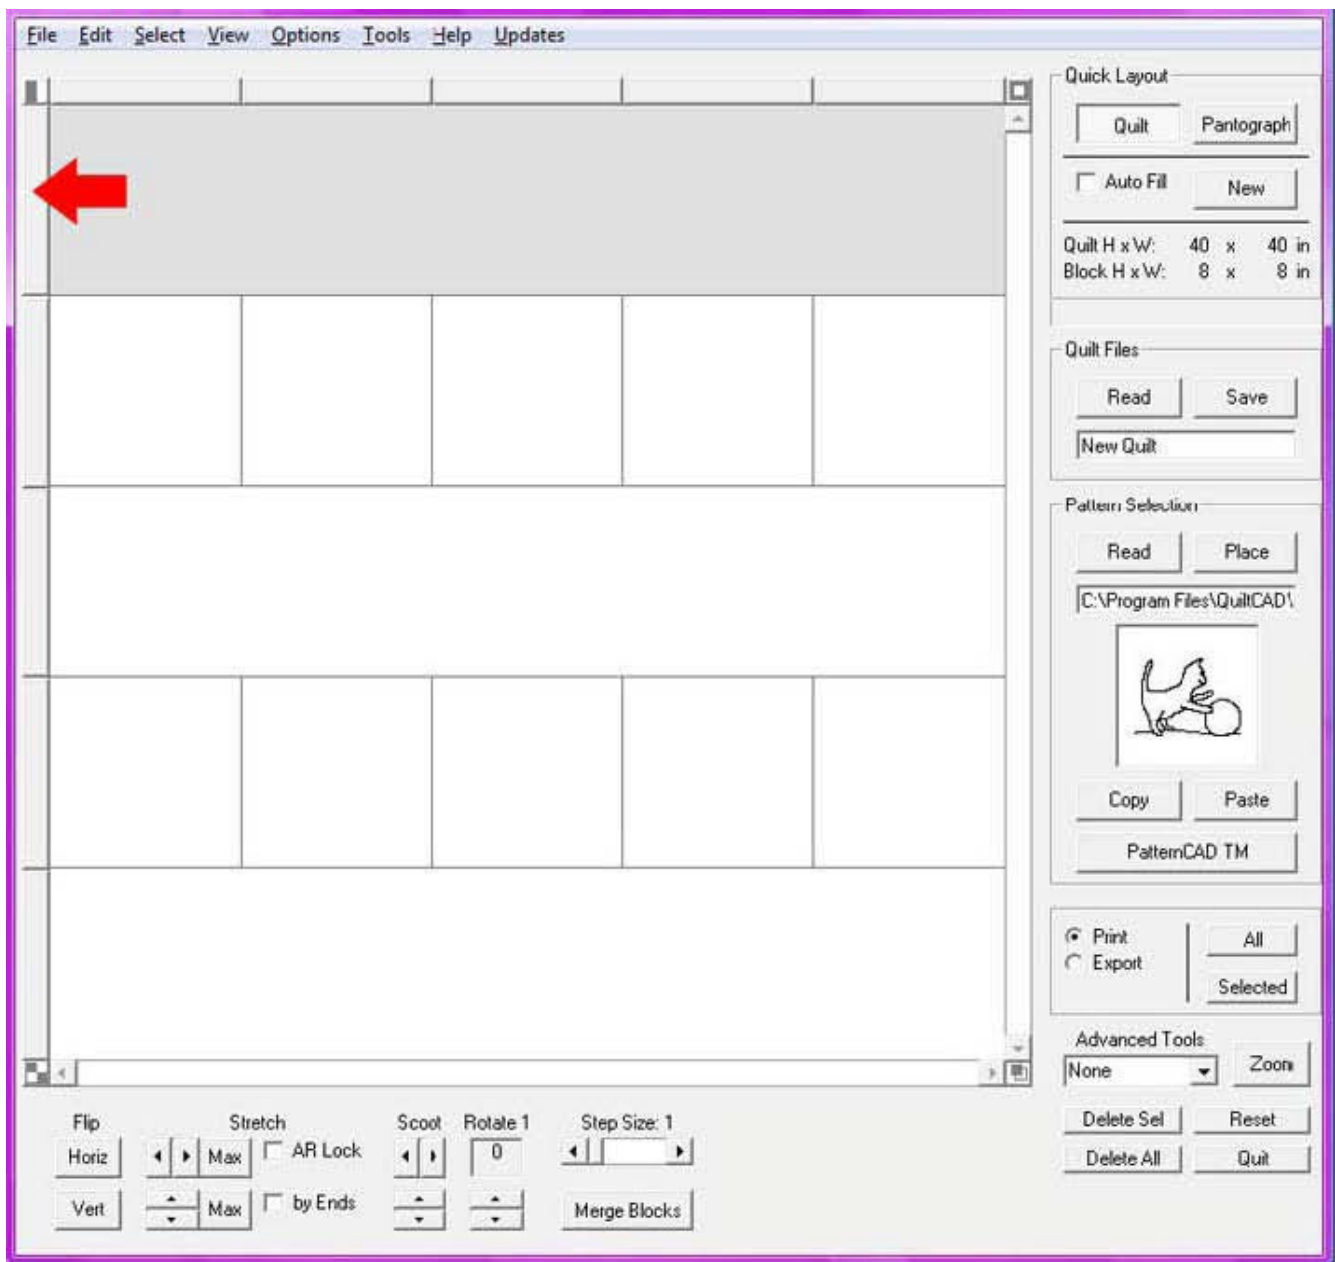 File Edit Select View Options Tools Help Updates
Quick Layout
Quilt Pantograph
Auto Fill New
Quilt H x W: 40 x 40 in
Block H x W: 8 x 8 in
Quilt Files
Read Save
New Quilt
Pattern Selection
Read Place
C:\Program Files\QuiltCAD\
Copy Paste
PatternCAD TM
Print All
Export
Selected
Advanced Tools
None Zoom
Delete Sel Reset
Delete All Quit
Flip Stretch Scoot Rotate 1 Step Size: 1
Horiz Max AR Lock 0
Vert Max by Ends Merge Blocks